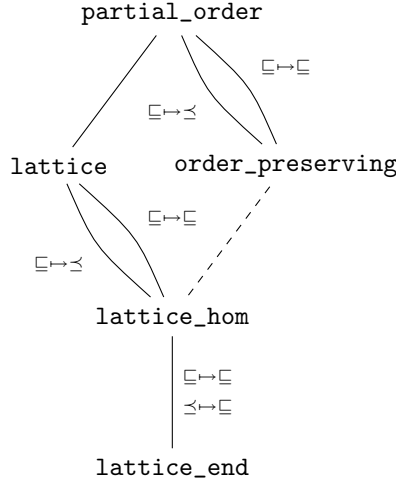 partial_order
⊑↦⊑
⊑↦⪯
lattice
order_preserving
⊑↦⊑
⊑↦⪯
lattice_hom
⊑↦⊑
⪯↦⊑
lattice_end